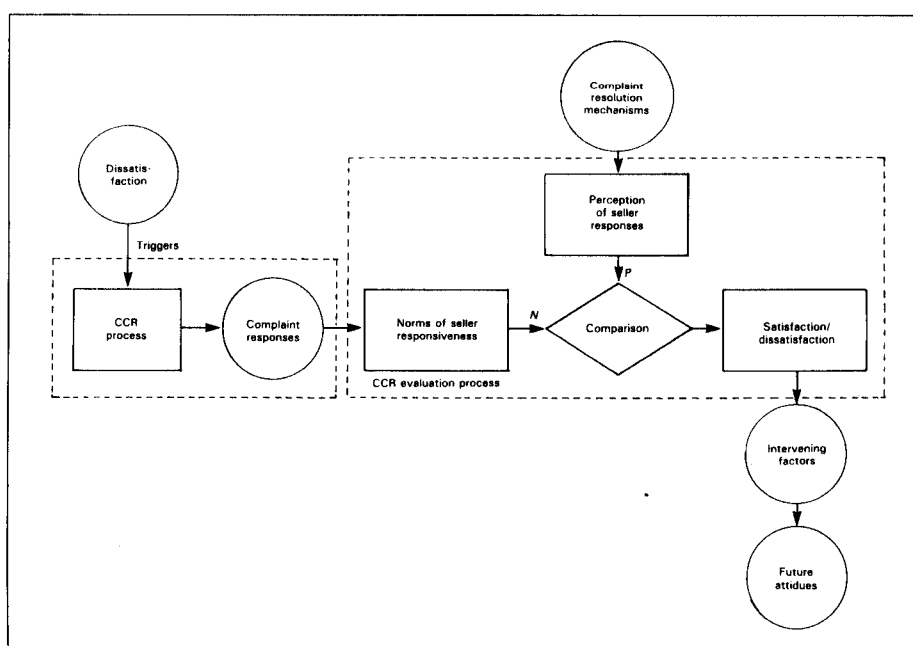 Complaint
resolution
mechanisms
Dissatis-
faction
Triggers
Perception
of seller
responses
P
CCR
process
Complaint
responses
Norms of seller
responsiveness
N
Comparison
Satisfaction/
dissatisfaction
CCR evaluation process
Intervening
factors
Future
attidues